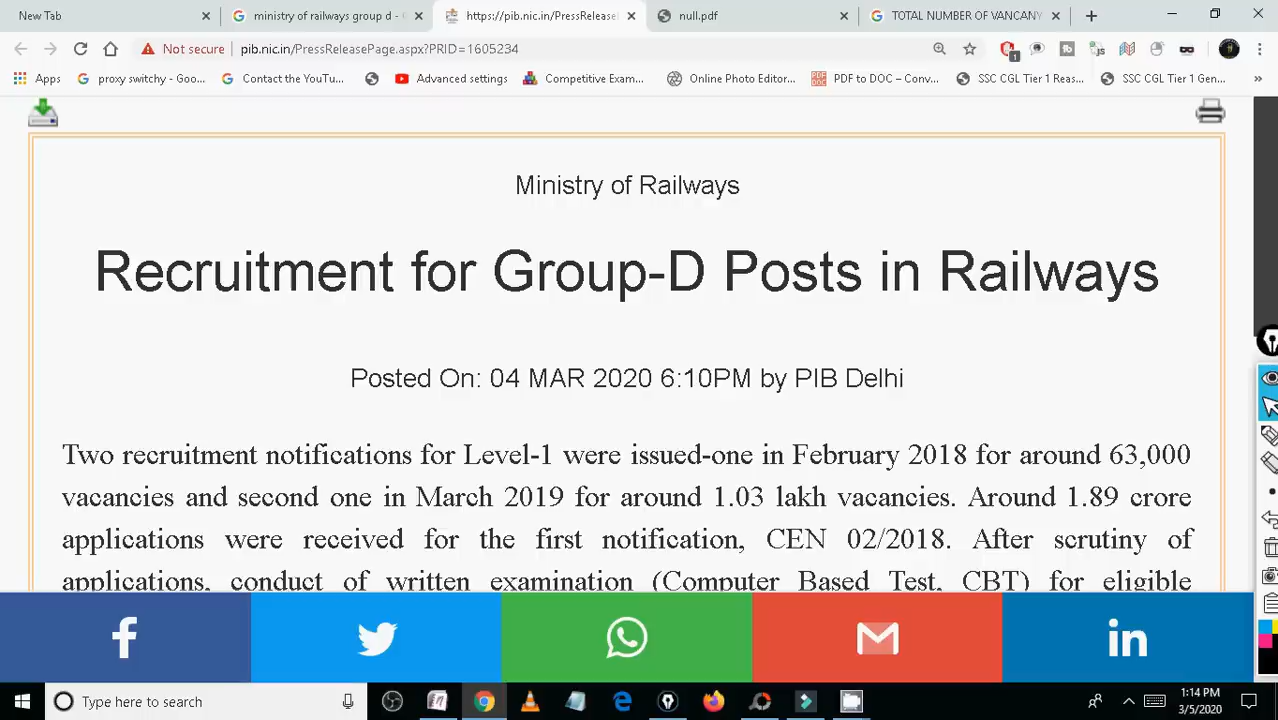 New Tab
ministry of railways group d -
https://pib.nic.in/PressReleasel
null.pdf
TOTAL NUMBER OF VANCANY
Not secure
pib.nic.in/PressReleasePage.aspx?PRID=1605234
Apps
proxy switchy - Goo...
Contact the YouTu...
Advanced settings
Competitive Exam...
Online Photo Editor...
PDF to DOC – Conv...
SSC CGL Tier 1 Reas...
SSC CGL Tier 1 Gen...
Ministry of Railways
Recruitment for Group-D Posts in Railways
Posted On: 04 MAR 2020 6:10PM by PIB Delhi
Two recruitment notifications for Level-1 were issued-one in February 2018 for around 63,000
vacancies and second one in March 2019 for around 1.03 lakh vacancies. Around 1.89 crore
applications were received for the first notification, CEN 02/2018. After scrutiny of
applications, conduct of written examination (Computer Based Test, CBT) for eligible
Type here to search
1:14 PM
3/5/2020